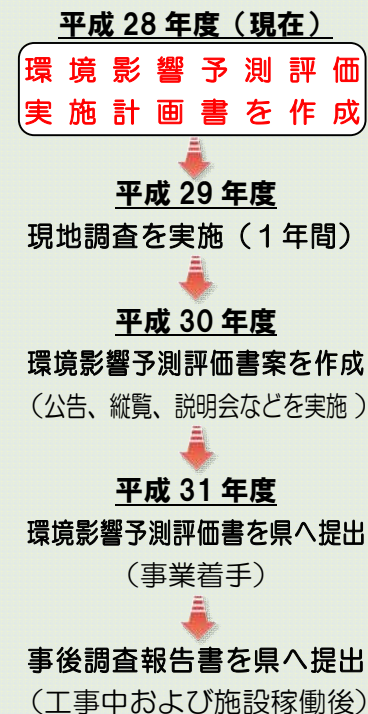 平成 28 年度（現在）
環境影響予測評価
実施計画書を作成
平成 29 年度
現地調査を実施（１年間）
平成 30 年度
環境影響予測評価書案を作成
（公告、縦覧、説明会などを実施 ）
平成 31 年度
環境影響予測評価書を県へ提出
（事業着手）
事後調査報告書を県へ提出
（工事中および施設稼働後）